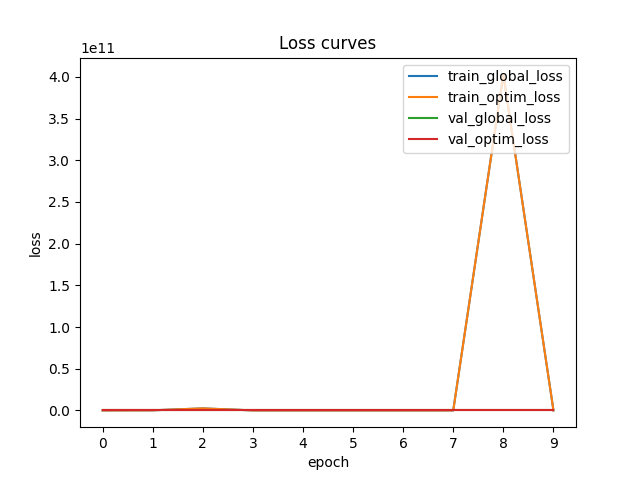 Loss curves
1e11
4.0
3.5
3.0
2.5
2.0
1.5
1.0
0.5
0.0
loss
train_global_loss
train_optim_loss
val_global_loss
val_optim_loss
0 1 2 3 4 5 6 7 8 9
epoch